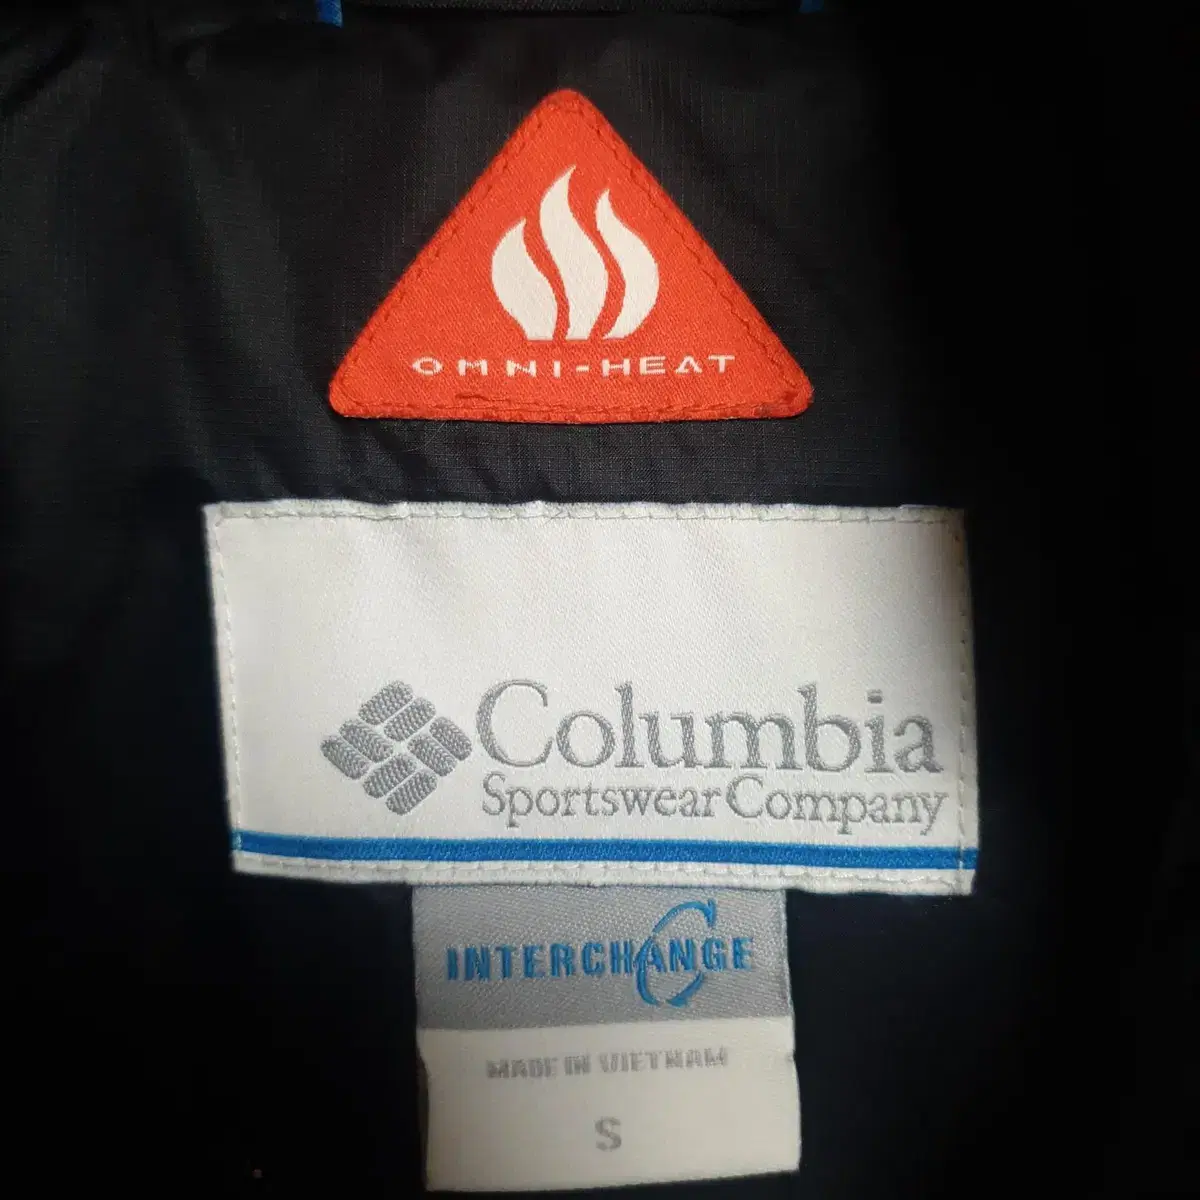 OMNI-HEAT
Columbia
Sportswear Company
INTERCHANGE
MADE IN VIETNAM
S